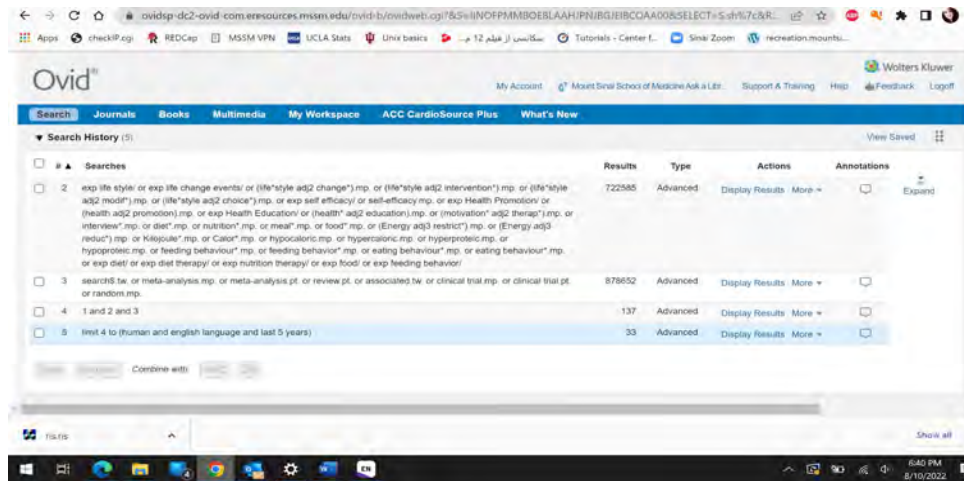 ovidsp-dc2-ovid-com.eresources.mssm.edu/ovid-b/ovidweb.cgi?
Apps checkIP.cgi REDCap MSSM VPN UCLA Stats Unix basics سکانسی از فیلم 12 م... Tutorials - Center f... Sinai Zoom recreation.mounts...
Wolters Kluwer
Ovid®
My Account Mount Sinai School of Medicine Ask a Libr... Support & Training Help Feedback Logoff
Search Journals Books Multimedia My Workspace ACC CardioSource Plus What's New
▼ Search History (5) View Saved
# ▲ Searches Results Type Actions Annotations
2 exp life style/ or exp life change events/ or (life*style adj2 change*).mp. or (life*style adj2 intervention*).mp. or (life*style 722585 Advanced Display Results More
Expand
adj2 modif*).mp. or (life*style adj2 choice*).mp. or exp self efficacy/ or self-efficacy.mp. or exp Health Promotion/ or
(health adj2 promotion).mp. or exp Health Education/ or (health* adj2 education).mp. or (motivation* adj2 therap*).mp. or
interview*.mp. or diet*.mp. or nutrition*.mp. or meal*.mp. or food*.mp. or (Energy adj3 restrict*).mp. or (Energy adj3
reduc*).mp. or Kilojoule*.mp. or Calor*.mp. or hypocaloric.mp. or hypercaloric.mp. or hyperproteic.mp. or
hypoproteic.mp. or feeding behaviour*.mp. or feeding behavior*.mp. or eating behaviour*.mp. or eating behaviour*.mp.
or exp diet/ or exp diet therapy/ or exp nutrition therapy/ or exp food/ or exp feeding behavior/
3 search$.tw. or meta-analysis.mp. or meta-analysis.pt. or review.pt. or associated.tw. or clinical trial.mp. or clinical trial.pt. 878652 Advanced Display Results More
or random.mp.
4 1 and 2 and 3 137 Advanced Display Results More
5 limit 4 to (human and english language and last 5 years) 33 Advanced Display Results More
Combine with
ris.ris Show all
EN
6:40 PM
8/10/2022